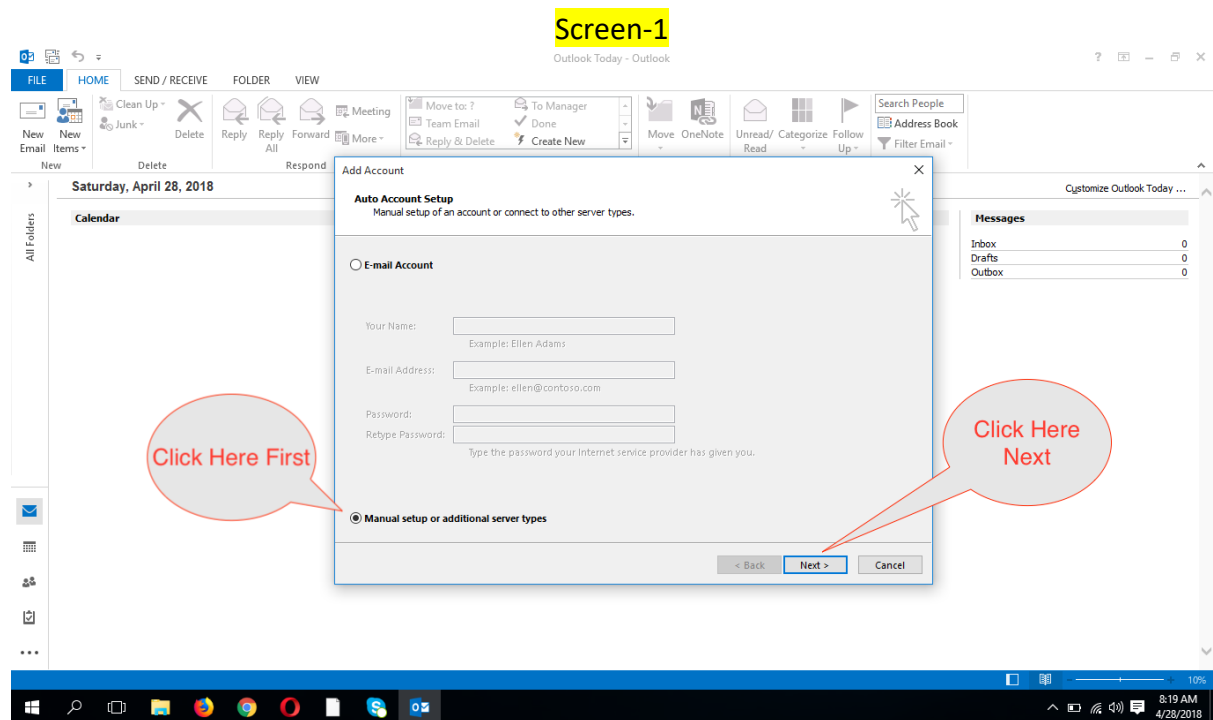 Screen-1
Outlook Today - Outlook
FILE HOME SEND / RECEIVE FOLDER VIEW
New Email
New Items
Clean Up
Junk
Delete
Reply
Reply All
Forward
Meeting
More
Move to: ?
Team Email
Reply & Delete
To Manager
Done
Create New
Move
OneNote
Unread/ Read
Categorize
Follow Up
Search People
Address Book
Filter Email
New
Delete
Respond
Saturday, April 28, 2018
Customize Outlook Today ...
All Folders
Calendar
Messages
Inbox 0
Drafts 0
Outbox 0
Add Account
Auto Account Setup
Manual setup of an account or connect to other server types.
E-mail Account
Your Name:
Example: Ellen Adams
E-mail Address:
Example: ellen@contoso.com
Password:
Retype Password:
Type the password your Internet service provider has given you.
Click Here First
Click Here
Next
Manual setup or additional server types
< Back Next > Cancel
10%
8:19 AM
4/28/2018